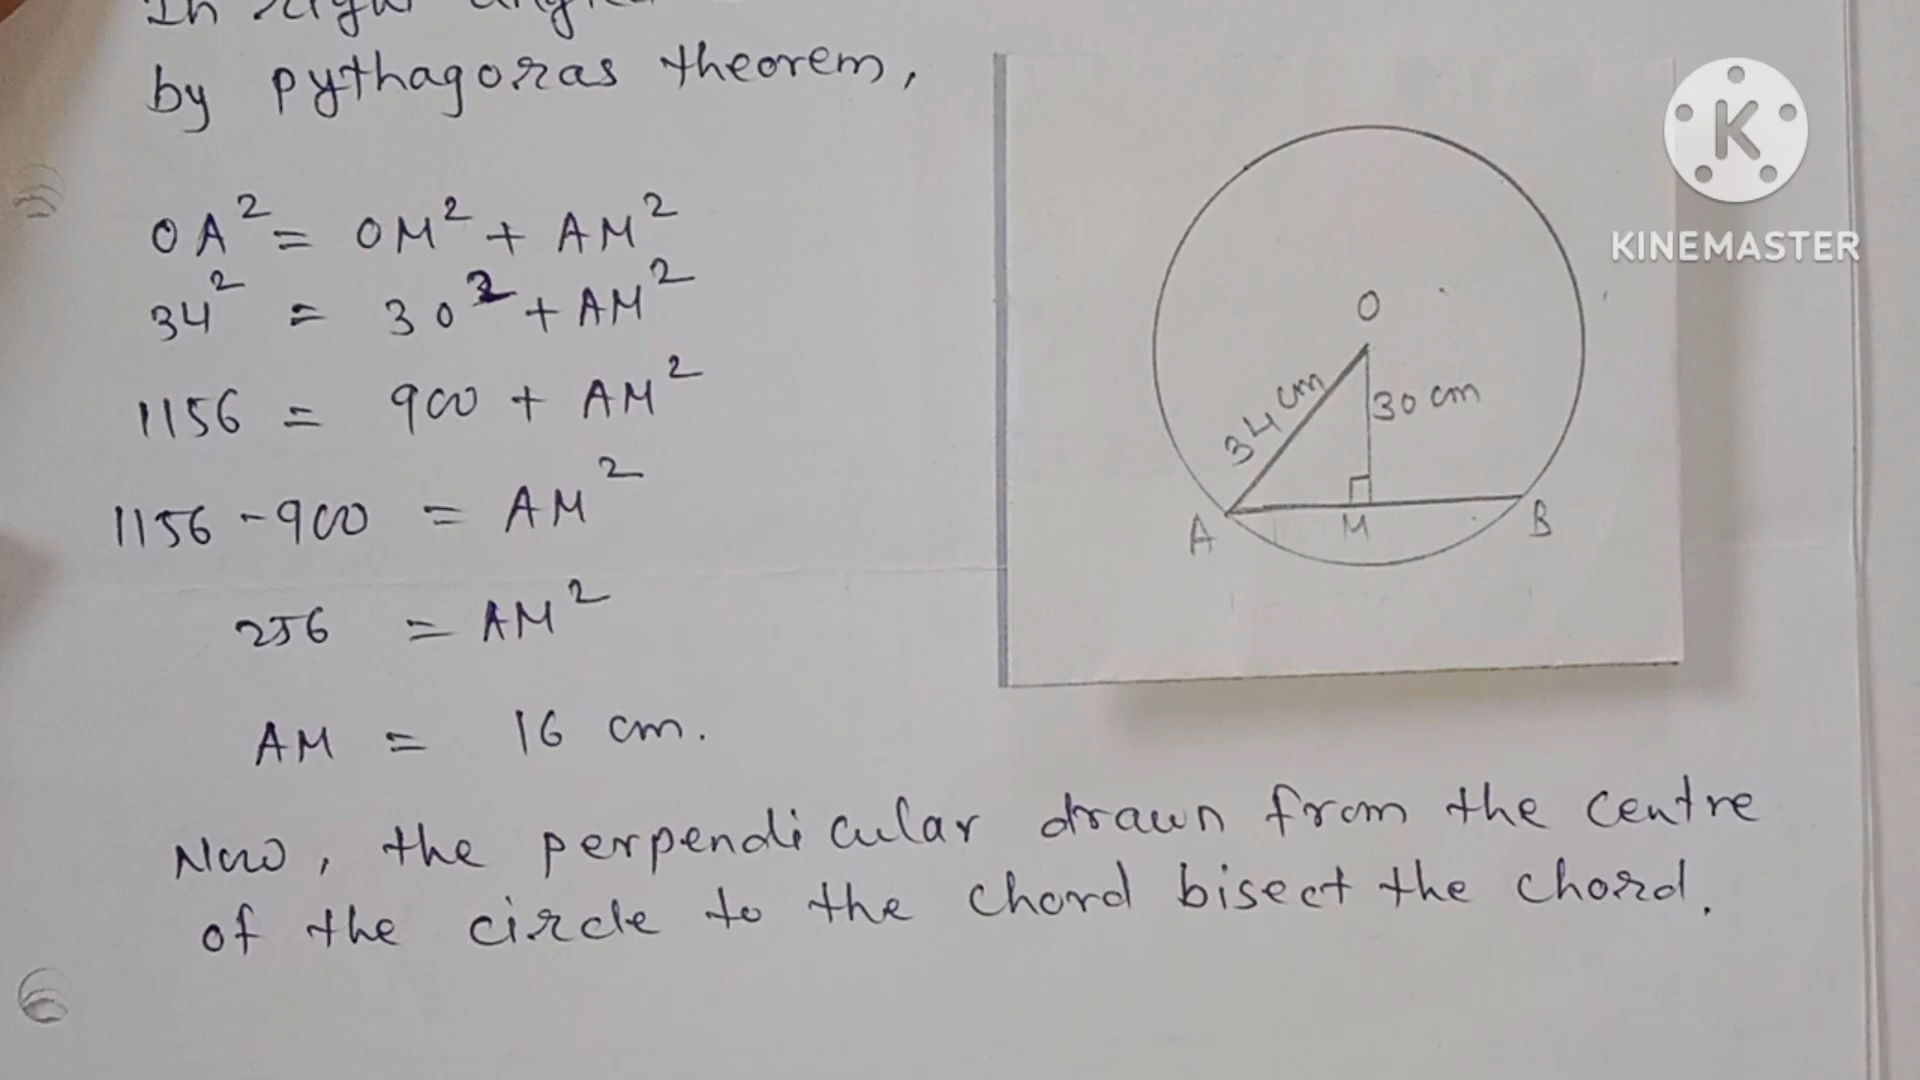 In right
by pythagoras theorem,
OA² = OM² + AM²
34² = 30² + AM²
1156 = 900 + AM²
1156 - 900 = AM²
256 = AM²
AM = 16 cm.
Now, the perpendicular drawn from the centre
of the circle to the chord bisect the chord.
O
34 cm
30 cm
A
M
B
K
KINEMASTER